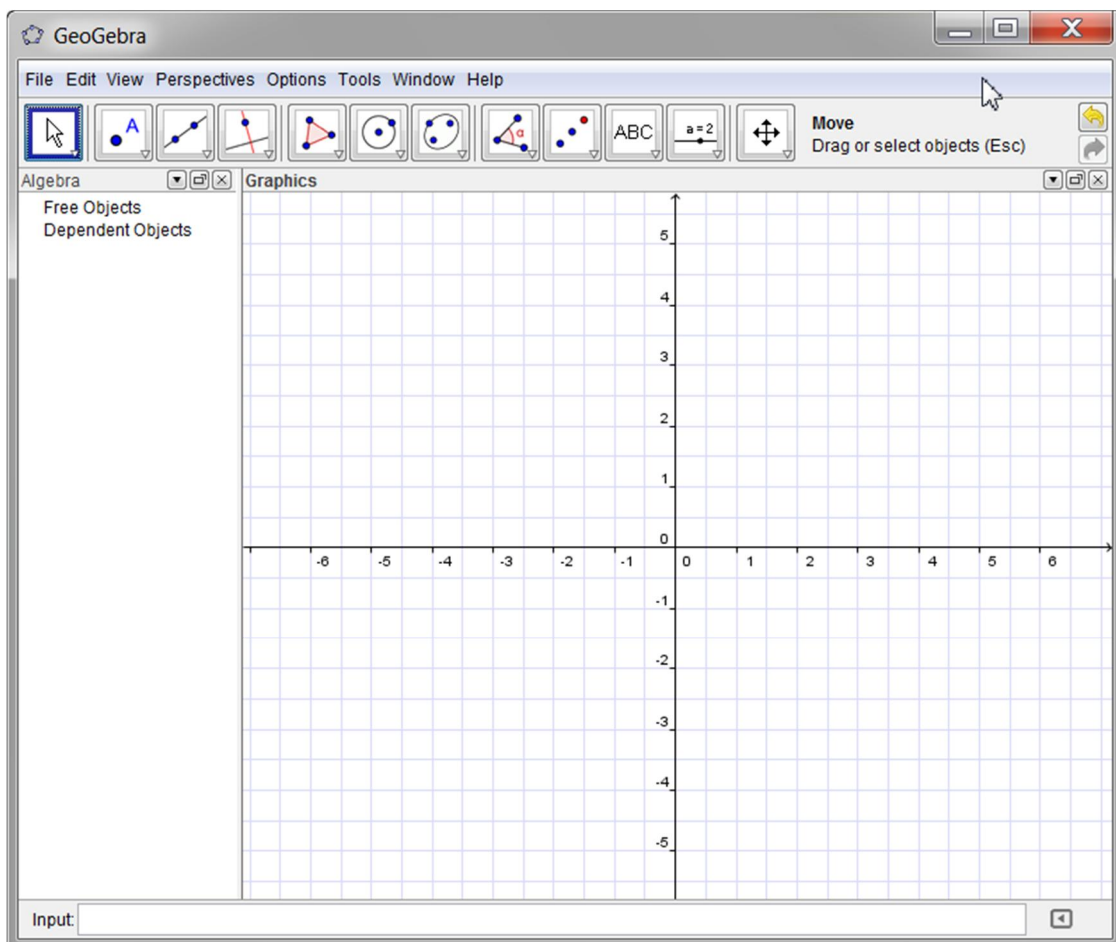 GeoGebra
File Edit View Perspectives Options Tools Window Help
A
α
ABC
a = 2
Move
Drag or select objects (Esc)
Algebra
Graphics
Free Objects
Dependent Objects
5
4
3
2
1
0
-6 -5 -4 -3 -2 -1 0 1 2 3 4 5 6
-1
-2
-3
-4
-5
Input: